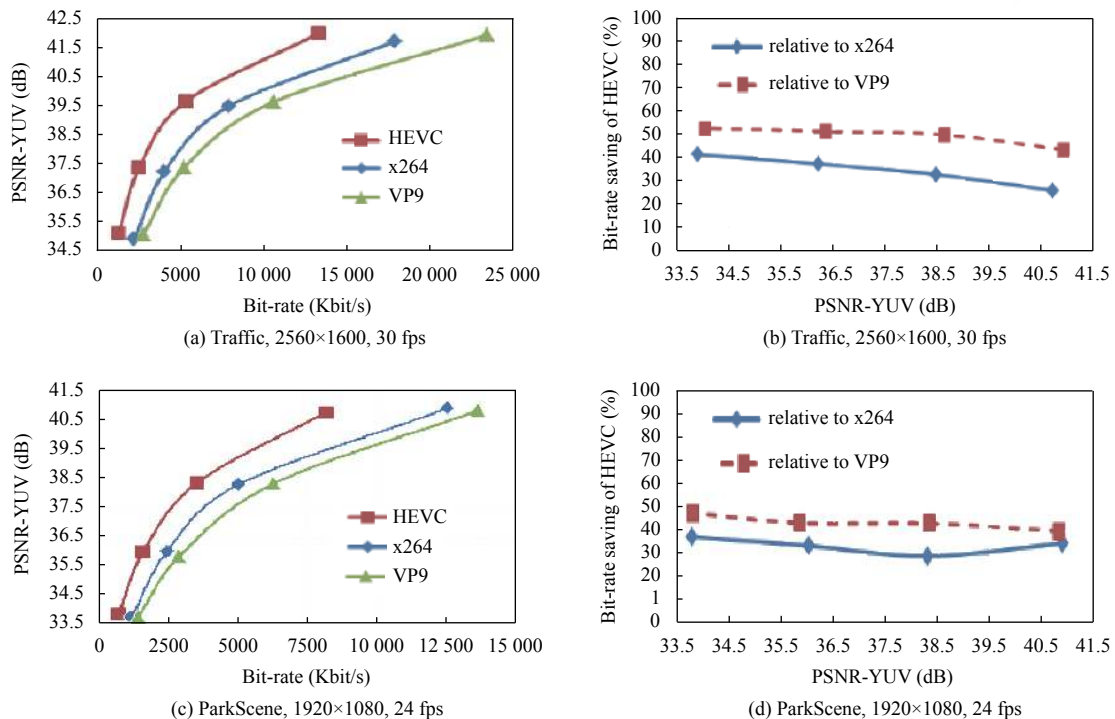 PSNR-YUV (dB)
42.5
41.5
40.5
39.5
38.5
37.5
36.5
35.5
34.5
HEVC
x264
VP9
0 5000 10 000 15 000 20 000 25 000
Bit-rate (Kbit/s)
(a) Traffic, 2560×1600, 30 fps
Bit-rate saving of HEVC (%)
100
90
80
70
60
50
40
30
20
10
0
relative to x264
relative to VP9
33.5 34.5 35.5 36.5 37.5 38.5 39.5 40.5 41.5
PSNR-YUV (dB)
(b) Traffic, 2560×1600, 30 fps
PSNR-YUV (dB)
41.5
40.5
39.5
38.5
37.5
36.5
35.5
34.5
33.5
HEVC
x264
VP9
0 2500 5000 7500 10 000 12 500 15 000
Bit-rate (Kbit/s)
(c) ParkScene, 1920×1080, 24 fps
Bit-rate saving of HEVC (%)
100
90
80
70
60
50
40
30
20
1
0
relative to x264
relative to VP9
33.5 34.5 35.5 36.5 37.5 38.5 39.5 40.5 41.5
PSNR-YUV (dB)
(d) ParkScene, 1920×1080, 24 fps